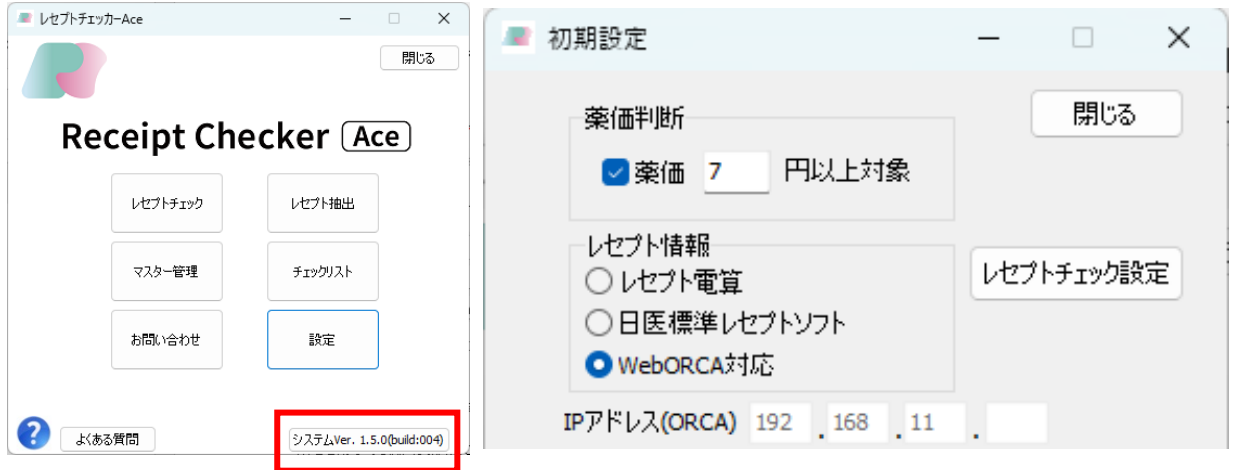 レセプトチェッカーAce
閉じる
Receipt Checker Ace
レセプトチェック
レセプト抽出
マスター管理
チェックリスト
お問い合わせ
設定
?
よくある質問
システムVer. 1.5.0(build:004)
初期設定
閉じる
薬価判断
薬価 7 円以上対象
レセプト情報
レセプト電算
日医標準レセプトソフト
WebORCA対応
レセプトチェック設定
IPアドレス(ORCA) 192 . 168 . 11 .